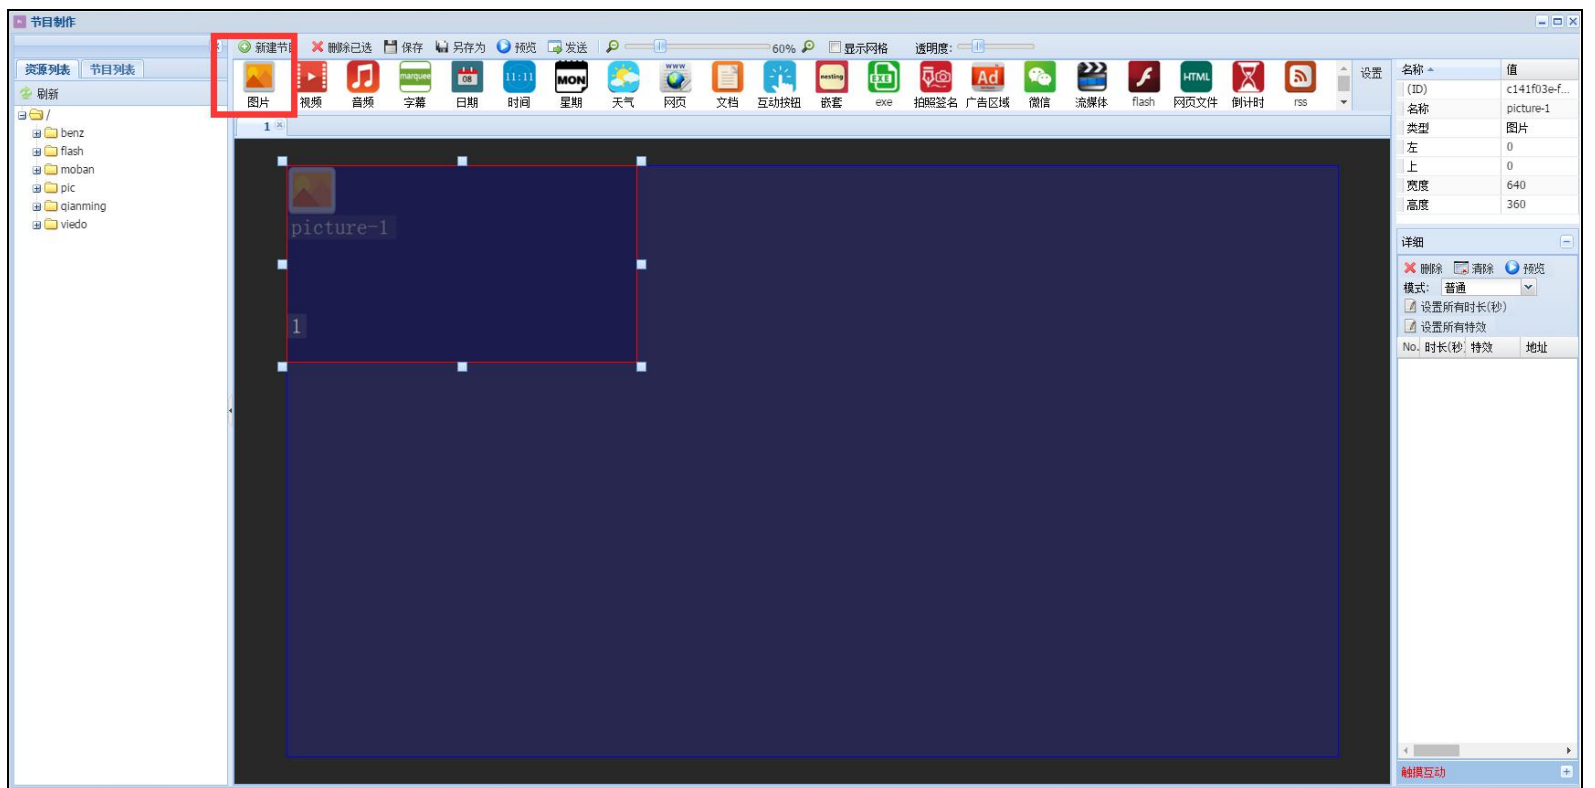 节目制作
新建节目 删除已选 保存 另存为 预览 发送 60% 显示网格 透明度:
资源列表 节目列表
刷新
/
benz
flash
moban
pic
qianming
viedo
marquee 08 11:11 MON WWW nesting EXE Ad HTML
图片 视频 音频 字幕 日期 时间 星期 天气 网页 文档 互动按钮 嵌套 exe 拍照签名 广告区域 微信 流媒体 flash 网页文件 倒计时 rss
设置
1
picture-1
1
名称 值
(ID) c141f03e-f...
名称 picture-1
类型 图片
左 0
上 0
宽度 640
高度 360
详细
删除 清除 预览
模式: 普通
设置所有时长(秒)
设置所有特效
No. 时长(秒) 特效 地址
触摸互动